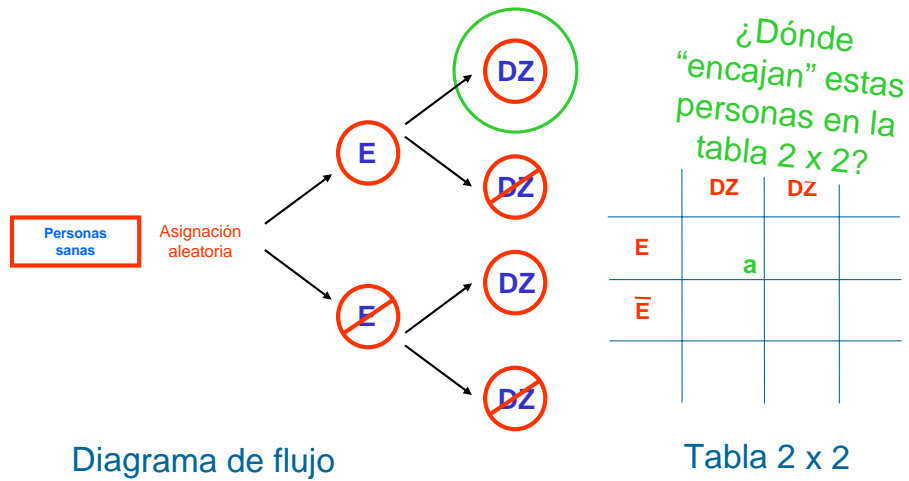 ¿Dónde
“encajan” estas
personas en la
tabla 2 x 2?
DZ
E
DZ
Personas
sanas
Asignación
aleatoria
E
DZ
DZ
DZ DZ
E
a
E̅
Diagrama de flujo
Tabla 2 x 2